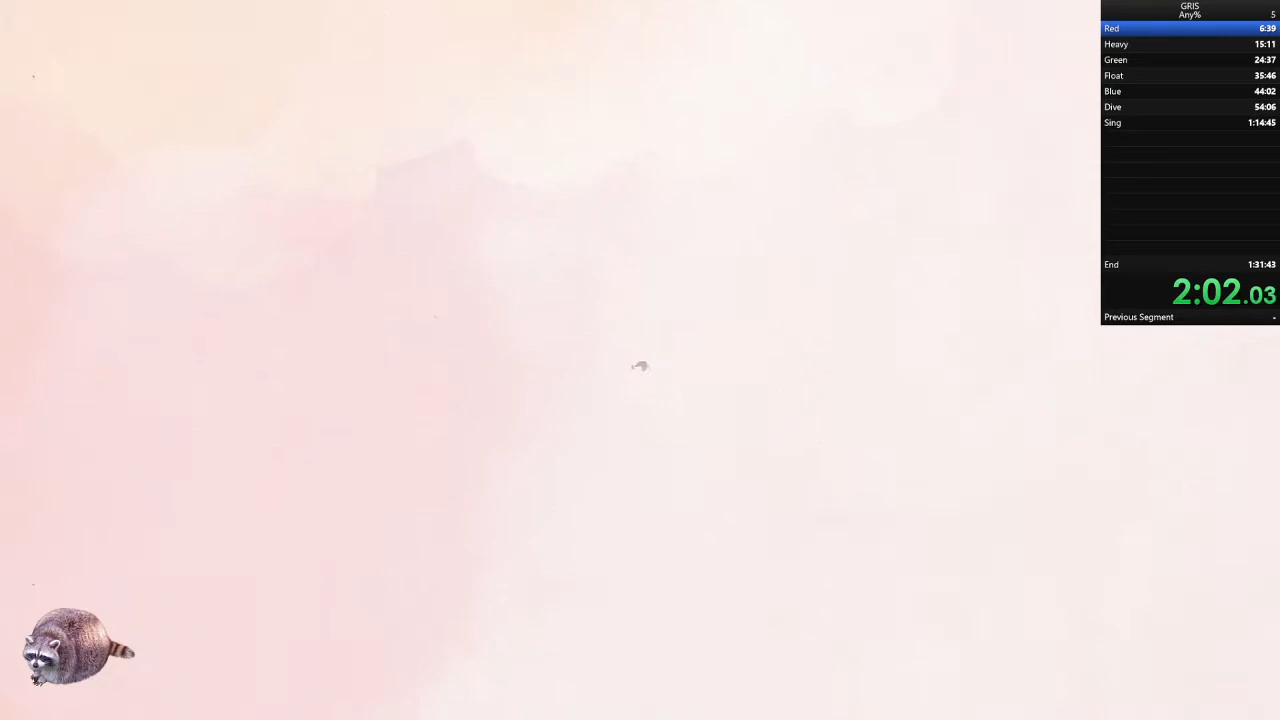 GRIS
Any% 5
Red 6:39
Heavy 15:11
Green 24:37
Float 35:46
Blue 44:02
Dive 54:06
Sing 1:14:45
End 1:31:43
2:02.03
Previous Segment -